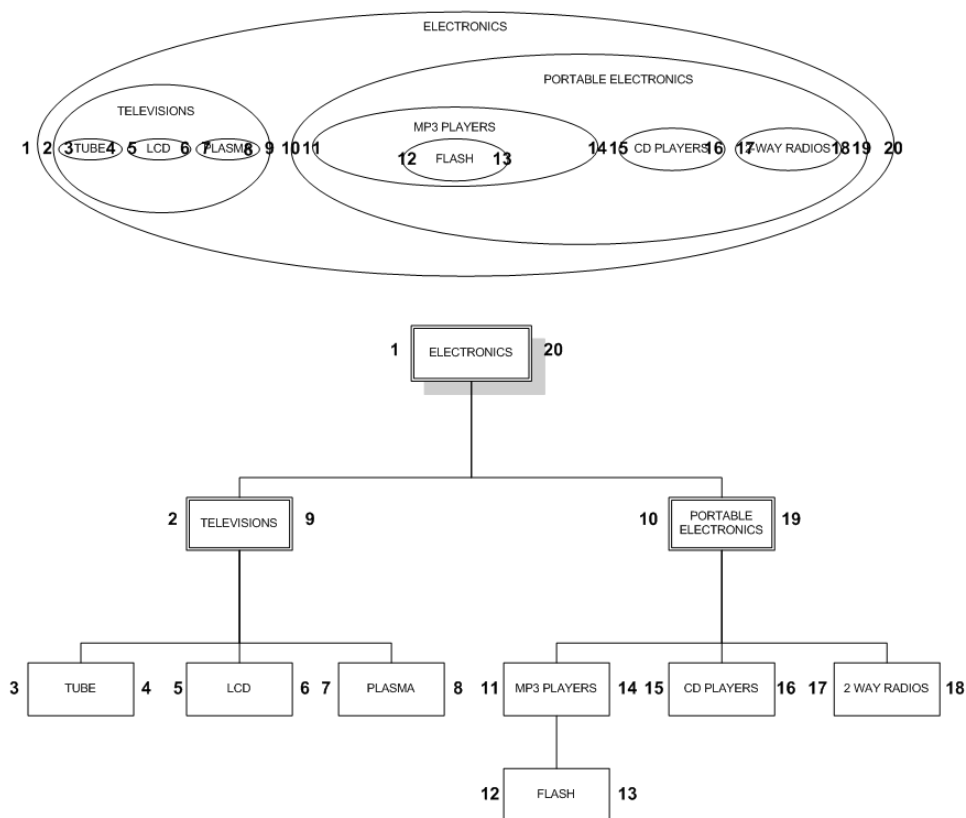 ELECTRONICS
PORTABLE ELECTRONICS
TELEVISIONS
MP3 PLAYERS
1 2 3 TUBE 4 5 LCD 6 7 PLASMA 8 9 10 11 14 15 CD PLAYERS 16 17 2 WAY RADIOS 18 19 20
12 FLASH 13
1 ELECTRONICS 20
2 TELEVISIONS 9
10 PORTABLE 19
ELECTRONICS
3 TUBE 4 5 LCD 6 7 PLASMA 8 11 MP3 PLAYERS 14 15 CD PLAYERS 16 17 2 WAY RADIOS 18
12 FLASH 13